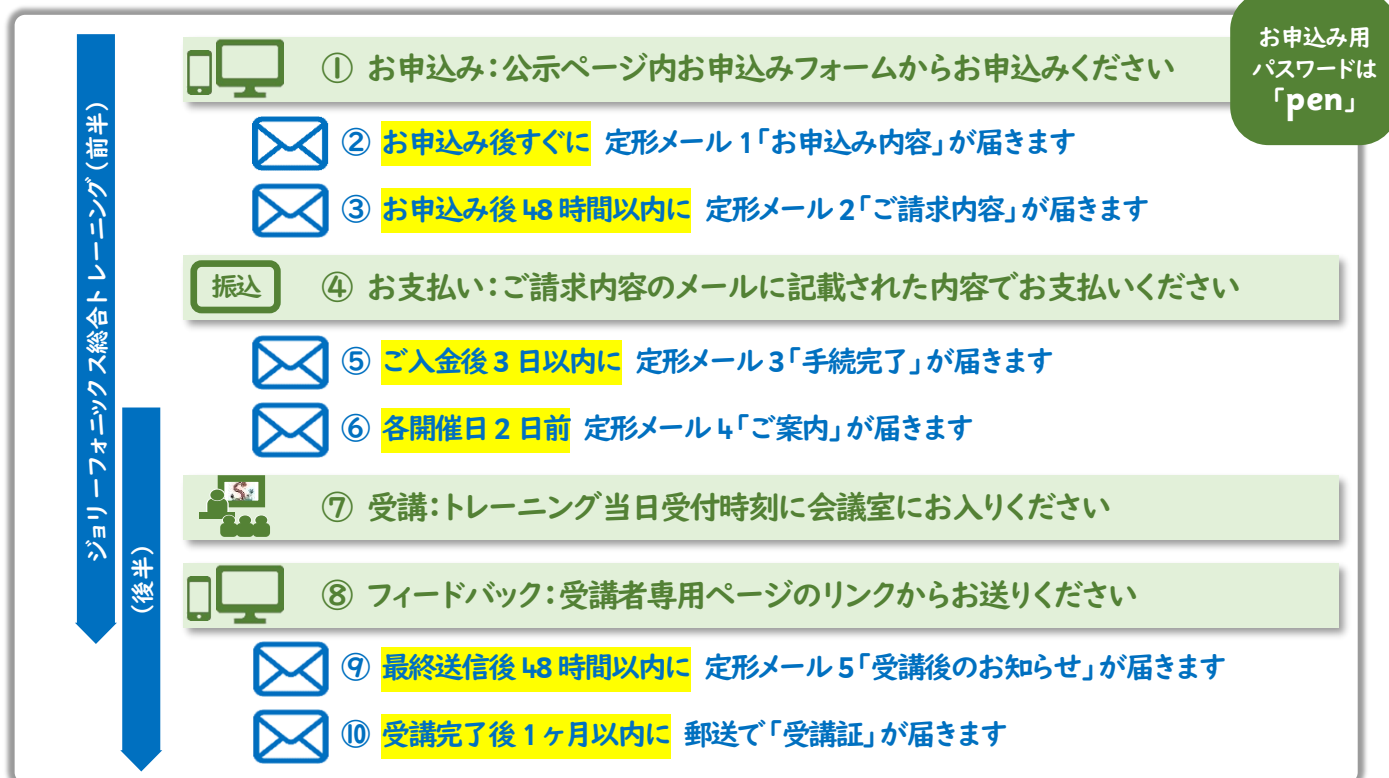 お申込み用
パスワードは
「pen」
ジョリーフォニックス総合トレーニング(前半)
(後半)
① お申込み:公示ページ内お申込みフォームからお申込みください
② お申込み後すぐに 定形メール1「お申込み内容」が届きます
③ お申込み後48時間以内に 定形メール2「ご請求内容」が届きます
振込
④ お支払い:ご請求内容のメールに記載された内容でお支払いください
⑤ ご入金後3日以内に 定形メール3「手続完了」が届きます
⑥ 各開催日2日前 定形メール4「ご案内」が届きます
⑦ 受講:トレーニング当日受付時刻に会議室にお入りください
⑧ フィードバック:受講者専用ページのリンクからお送りください
⑨ 最終送信後48時間以内に 定形メール5「受講後のお知らせ」が届きます
⑩ 受講完了後1ヶ月以内に 郵送で「受講証」が届きます